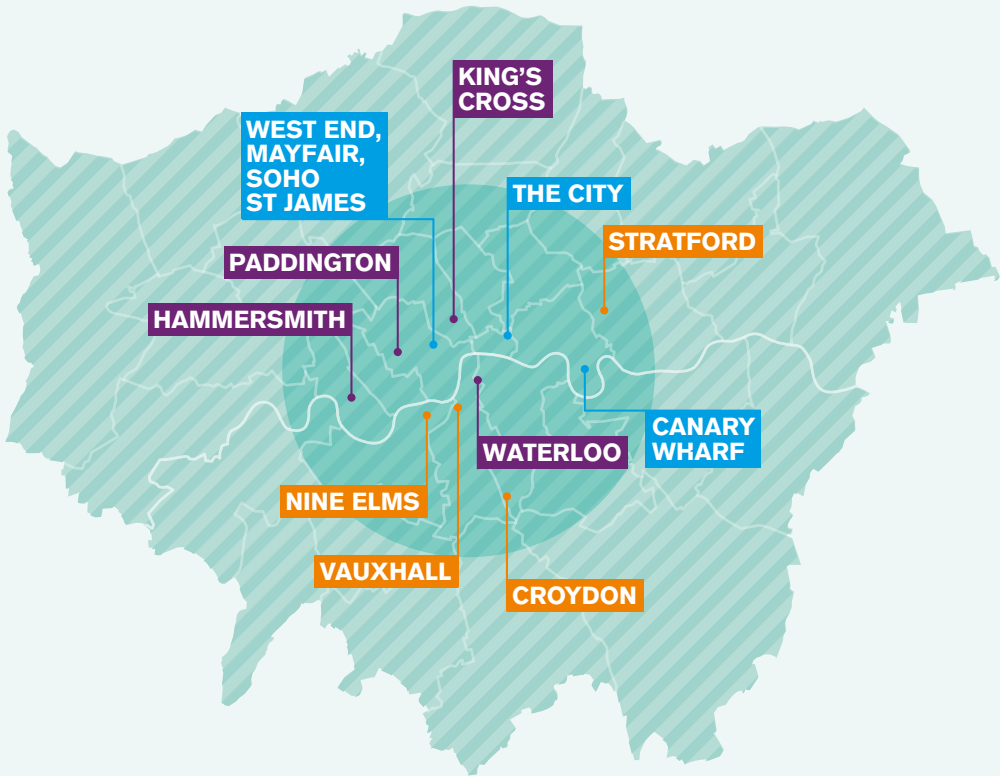 KING’S
CROSS
WEST END,
MAYFAIR,
SOHO
ST JAMES
THE CITY
STRATFORD
PADDINGTON
HAMMERSMITH
CANARY
WHARF
WATERLOO
NINE ELMS
VAUXHALL
CROYDON